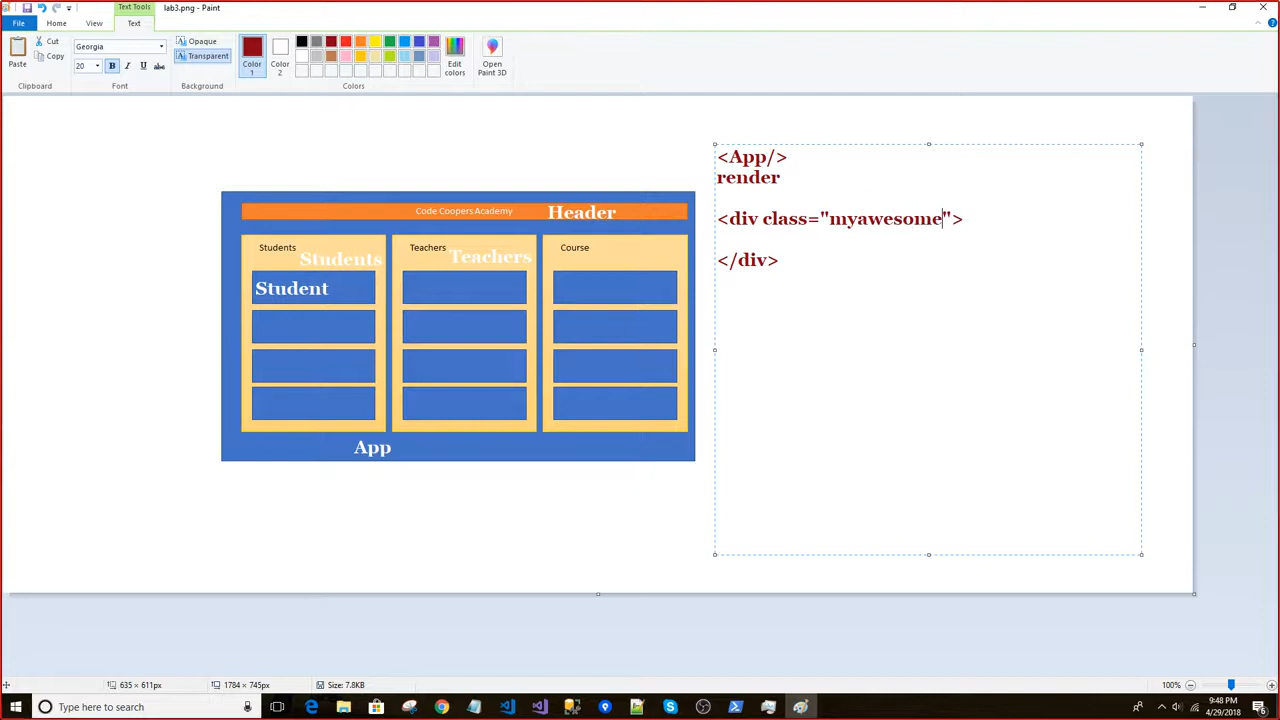 Text Tools
lab3.png - Paint
File
Home
View
Text
Paste
Cut
Copy
Clipboard
Georgia
20
B
I
U
abc
Font
Opaque
Transparent
Background
Color 1
Color 2
Edit colors
Colors
Open Paint 3D
Code Coopers Academy
Header
Students
Students
Student
Teachers
Teachers
Course
App
<App/>
render
<div class="myawesome">
</div>
635 × 611px
1784 × 745px
Size: 7.8KB
100%
Type here to search
9:48 PM
4/29/2018